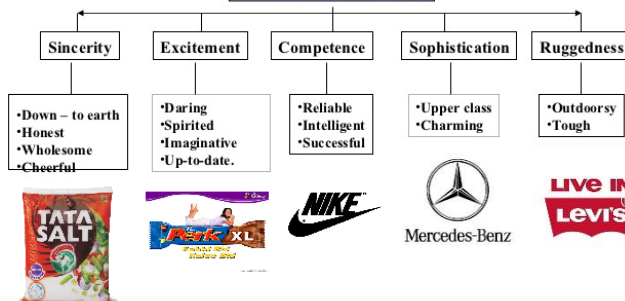 Sincerity
Excitement
Competence
Sophistication
Ruggedness
•Down – to earth
•Honest
•Wholesome
•Cheerful
•Daring
•Spirited
•Imaginative
•Up-to-date.
•Reliable
•Intelligent
•Successful
•Upper class
•Charming
•Outdoorsy
•Tough
TATA
SALT
Perk XL
NIKE
Mercedes-Benz
LIVE IN
LEVI'S